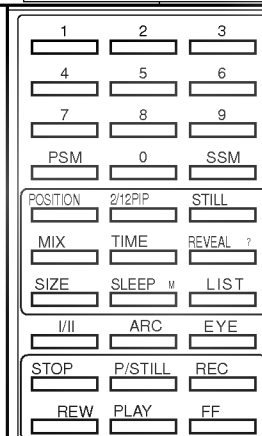 1 2 3
4 5 6
7 8 9
PSM 0 SSM
POSITION 2/12PIP STILL
MIX TIME REVEAL ?
SIZE SLEEP M LIST
I/II ARC EYE
STOP P/STILL REC
REW PLAY FF